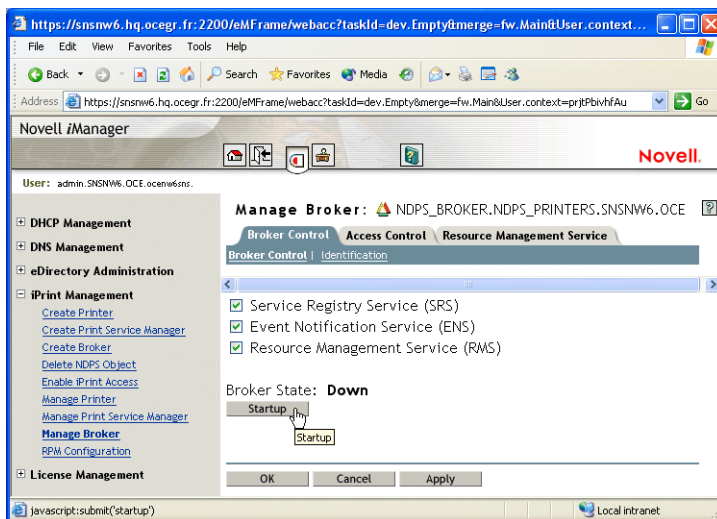 https://snsnw6.hq.ocegr.fr:2200/eMFrame/webacc?taskId=dev.Empty&merge=fw.Main&User.context...
File Edit View Favorites Tools Help
Back Search Favorites Media
Address https://snsnw6.hq.ocegr.fr:2200/eMFrame/webacc?taskId=dev.Empty&merge=fw.Main&User.context=prjtPbivhfAu Go
Novell iManager
Novell.
User: admin.SNSNW6.OCE.ocenw6sns.
Manage Broker: NDPS_BROKER.NDPS_PRINTERS.SNSNW6.OCE ?
Broker Control Access Control Resource Management Service
Broker Control | Identification
DHCP Management
DNS Management
eDirectory Administration
iPrint Management
Create Printer
Create Print Service Manager
Create Broker
Delete NDPS Object
Enable iPrint Access
Manage Printer
Manage Print Service Manager
Manage Broker
RPM Configuration
License Management
Service Registry Service (SRS)
Event Notification Service (ENS)
Resource Management Service (RMS)
Broker State: Down
Startup
Startup
OK Cancel Apply
javascript:submit('startup') Local intranet